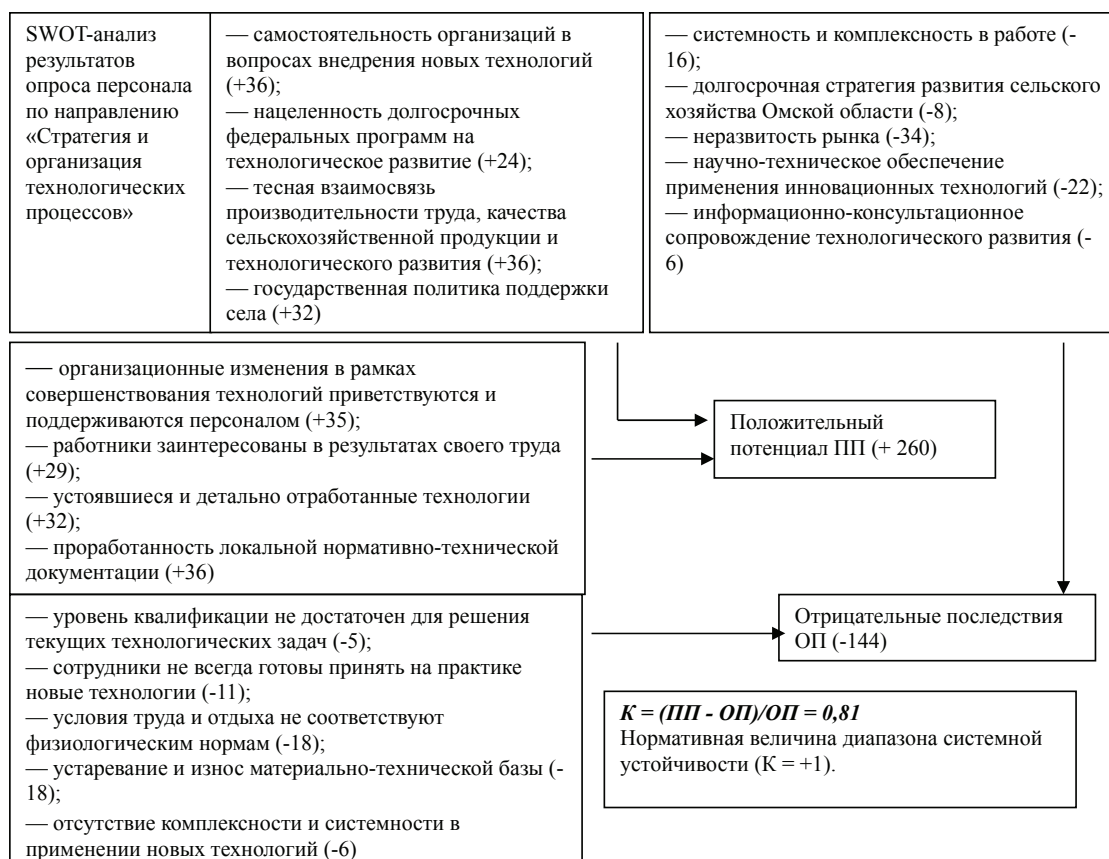 SWOT-анализ
результатов
опроса персонала
по направлению
«Стратегия и
организация
технологических
процессов»
— самостоятельность организаций в
вопросах внедрения новых технологий
(+36);
— нацеленность долгосрочных
федеральных программ на
технологическое развитие (+24);
— тесная взаимосвязь
производительности труда, качества
сельскохозяйственной продукции и
технологического развития (+36);
— государственная политика поддержки
села (+32)
— системность и комплексность в работе (-
16);
— долгосрочная стратегия развития сельского
хозяйства Омской области (-8);
— неразвитость рынка (-34);
— научно-техническое обеспечение
применения инновационных технологий (-22);
— информационно-консультационное
сопровождение технологического развития (-
6)
— организационные изменения в рамках
совершенствования технологий приветствуются и
поддерживаются персоналом (+35);
— работники заинтересованы в результатах своего труда
(+29);
— устоявшиеся и детально отработанные технологии
(+32);
— проработанность локальной нормативно-технической
документации (+36)
Положительный
потенциал ПП (+ 260)
— уровень квалификации не достаточен для решения
текущих технологических задач (-5);
— сотрудники не всегда готовы принять на практике
новые технологии (-11);
— условия труда и отдыха не соответствуют
физиологическим нормам (-18);
— устаревание и износ материально-технической базы (-
18);
— отсутствие комплексности и системности в
применении новых технологий (-6)
Отрицательные последствия
ОП (-144)
К = (ПП - ОП)/ОП = 0,81
Нормативная величина диапазона системной
устойчивости (К = +1).